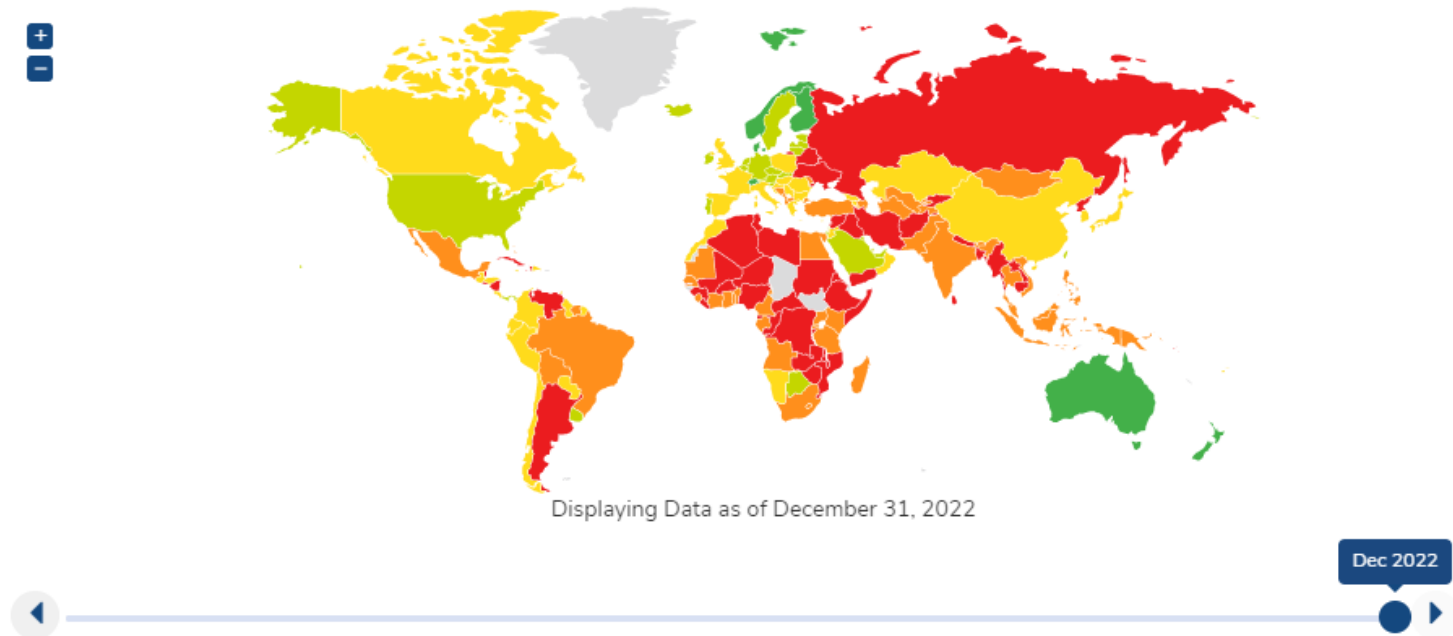 +
−
Displaying Data as of December 31, 2022
Dec 2022